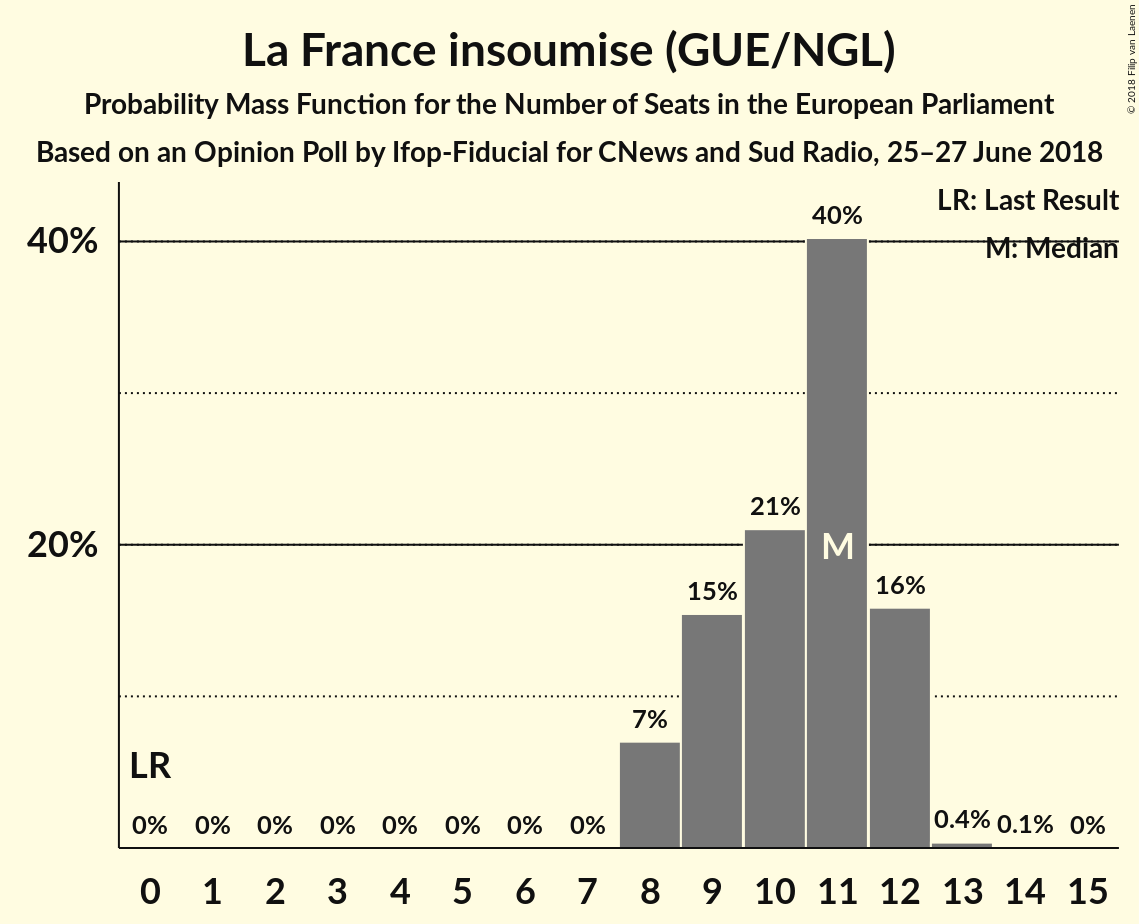 La France insoumise (GUE/NGL)
Probability Mass Function for the Number of Seats in the European Parliament
Based on an Opinion Poll by Ifop-Fiducial for CNews and Sud Radio, 25–27 June 2018
© 2018 Filip van Laenen
LR: Last Result
M: Median
40%
20%
40%
21%
M
15%
16%
7%
LR
0% 0% 0% 0% 0% 0% 0% 0% 0.4% 0.1% 0%
0 1 2 3 4 5 6 7 8 9 10 11 12 13 14 15